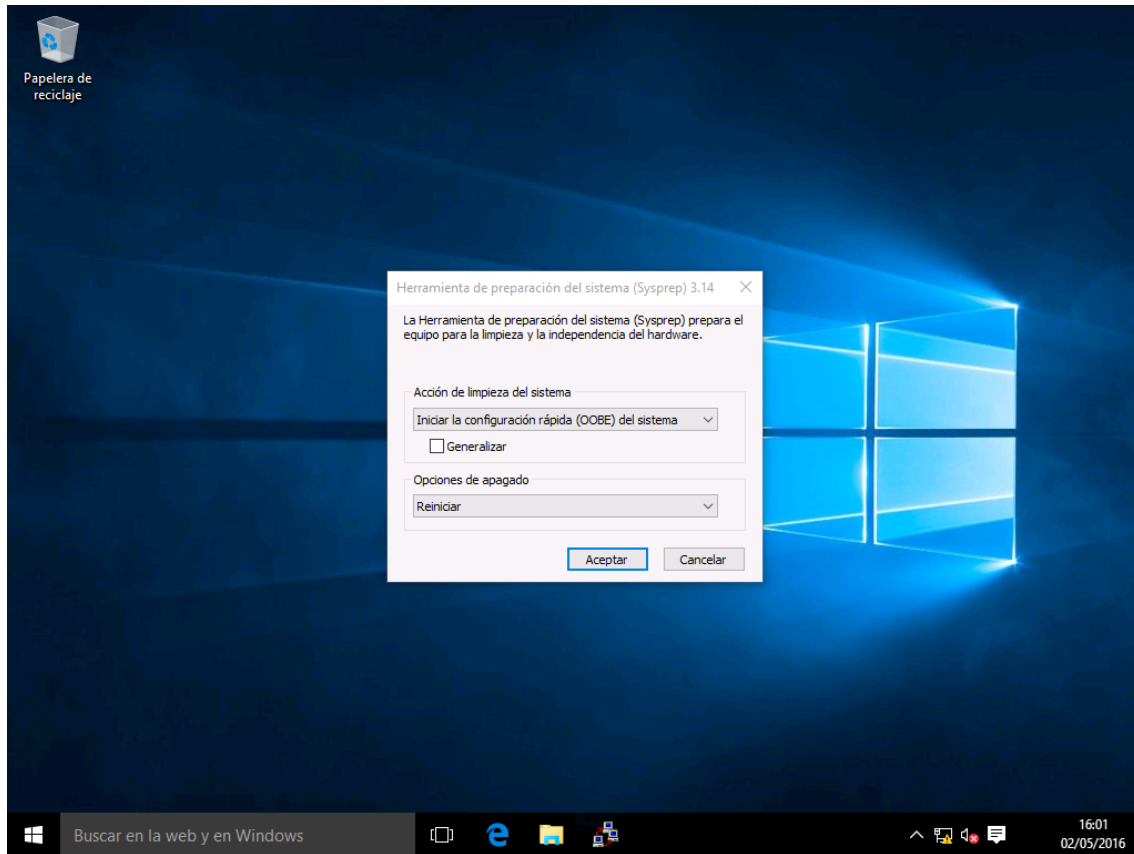 Papelera de
reciclaje
Herramienta de preparación del sistema (Sysprep) 3.14
La Herramienta de preparación del sistema (Sysprep) prepara el
equipo para la limpieza y la independencia del hardware.
Acción de limpieza del sistema
Iniciar la configuración rápida (OOBE) del sistema
Generalizar
Opciones de apagado
Reiniciar
Aceptar Cancelar
Buscar en la web y en Windows
16:01
02/05/2016